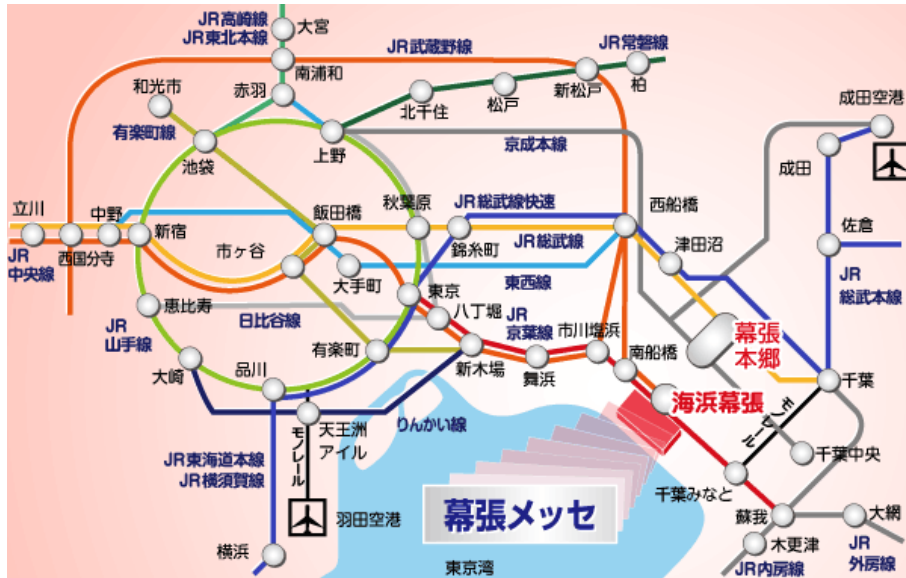 JR高崎線
JR東北本線
大宮
JR武蔵野線
JR常磐線
南浦和
和光市
赤羽
北千住
松戸
新松戸
柏
成田空港
有楽町線
池袋
上野
京成本線
成田
立川
中野
新宿
飯田橋
秋葉原
JR総武線快速
西船橋
西国分寺
市ヶ谷
錦糸町
JR総武線
津田沼
佐倉
JR
中央線
大手町
東西線
JR
総武本線
恵比寿
日比谷線
東京
八丁堀
JR
京葉線
市川塩浜
幕張
本郷
JR
山手線
大崎
品川
有楽町
新木場
舞浜
南船橋
千葉
海浜幕張
モノレール
天王洲
アイル
りんかい線
モノレール
千葉中央
JR東海道本線
JR横須賀線
千葉みなと
幕張メッセ
羽田空港
蘇我
大網
横浜
東京湾
木更津
JR内房線
JR
外房線